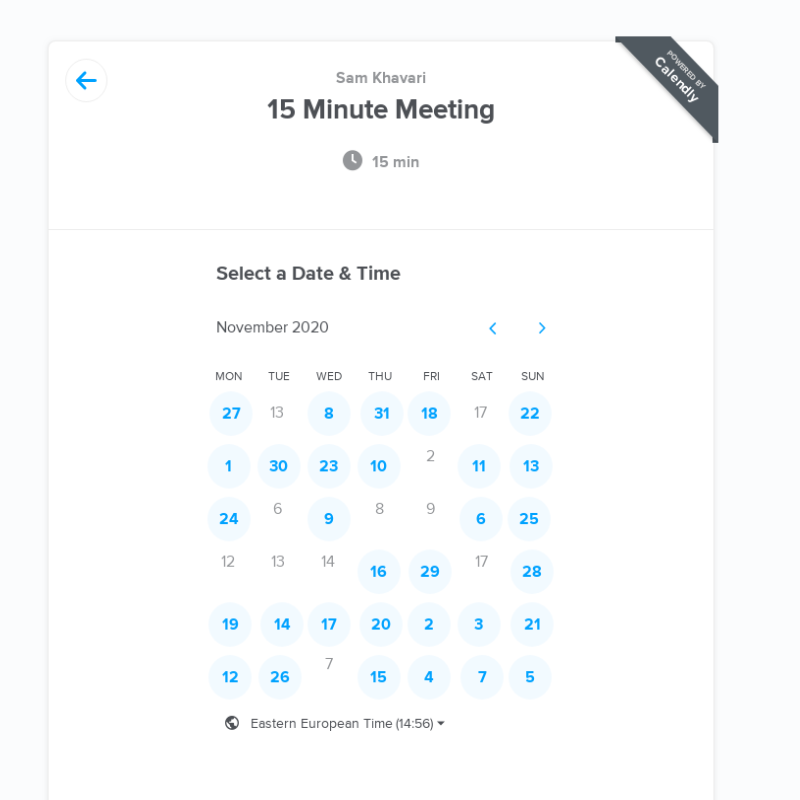 POWERED BY
Calendly
Sam Khavari
15 Minute Meeting
15 min
Select a Date & Time
November 2020
MON TUE WED THU FRI SAT SUN
27 13 8 31 18 17 22
1 30 23 10 2 11 13
24 6 9 8 9 6 25
12 13 14 16 29 17 28
19 14 17 20 2 3 21
12 26 7 15 4 7 5
Eastern European Time (14:56)